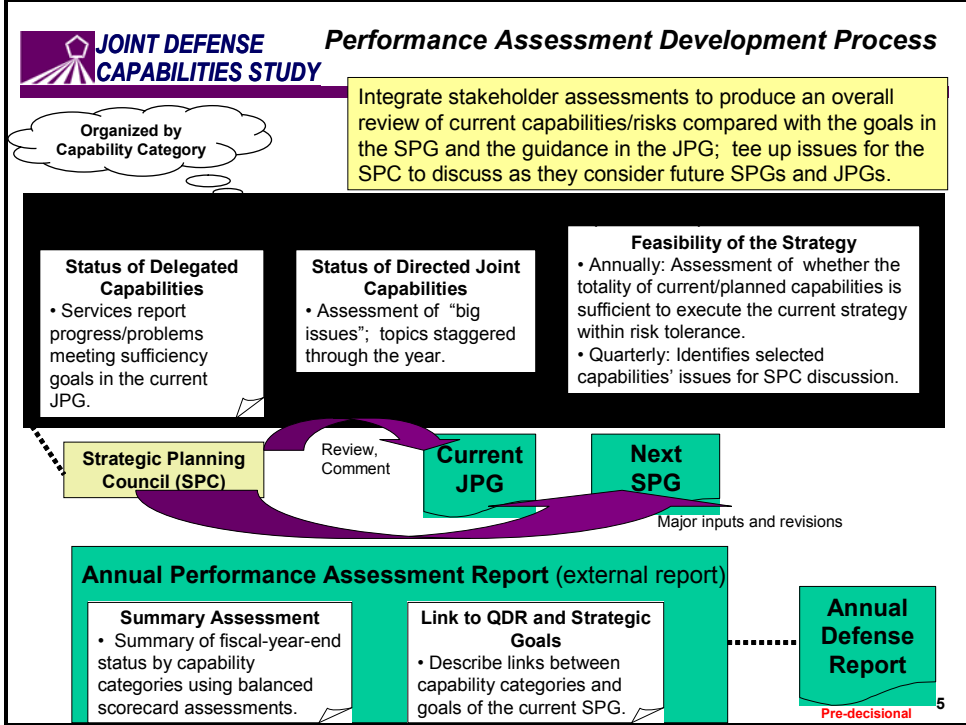 JOINT DEFENSE
CAPABILITIES STUDY
Performance Assessment Development Process
Organized by
Capability Category
Integrate stakeholder assessments to produce an overall
review of current capabilities/risks compared with the goals in
the SPG and the guidance in the JPG;  tee up issues for the
SPC to discuss as they consider future SPGs and JPGs.
Status of Delegated
Capabilities
• Services report
progress/problems
meeting sufficiency
goals in the current
JPG.
Status of Directed Joint
Capabilities
• Assessment of  “big
issues”;  topics staggered
through the year.
Feasibility of the Strategy
• Annually: Assessment of  whether the
totality of current/planned capabilities is
sufficient to execute the current strategy
within risk tolerance.
• Quarterly: Identifies selected
capabilities’ issues for SPC discussion.
Strategic Planning
Council (SPC)
Review,
Comment
Current
JPG
Next
SPG
Major inputs and revisions
Annual Performance Assessment Report (external report)
Summary Assessment
•  Summary of fiscal-year-end
status by capability
categories using balanced
scorecard assessments.
Link to QDR and Strategic
Goals
• Describe links between
capability categories and
goals of the current SPG.
Annual
Defense
Report
Pre-decisional
5